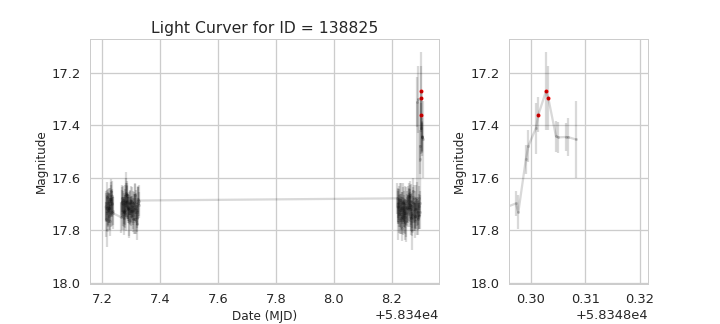 Light Curver for ID = 138825
Magnitude
17.2
17.4
17.6
17.8
18.0
7.2 7.4 7.6 7.8 8.0 8.2
Date (MJD)
+5.834e4
Magnitude
17.2
17.4
17.6
17.8
18.0
0.30 0.31 0.32
+5.8348e4